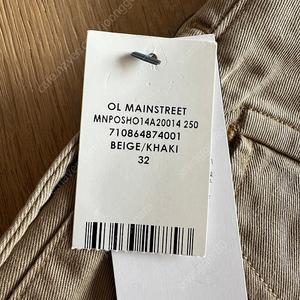 OL MAINSTREET
MNPOSHO14A20014 250
710864874001
BEIGE/KHAKI
32